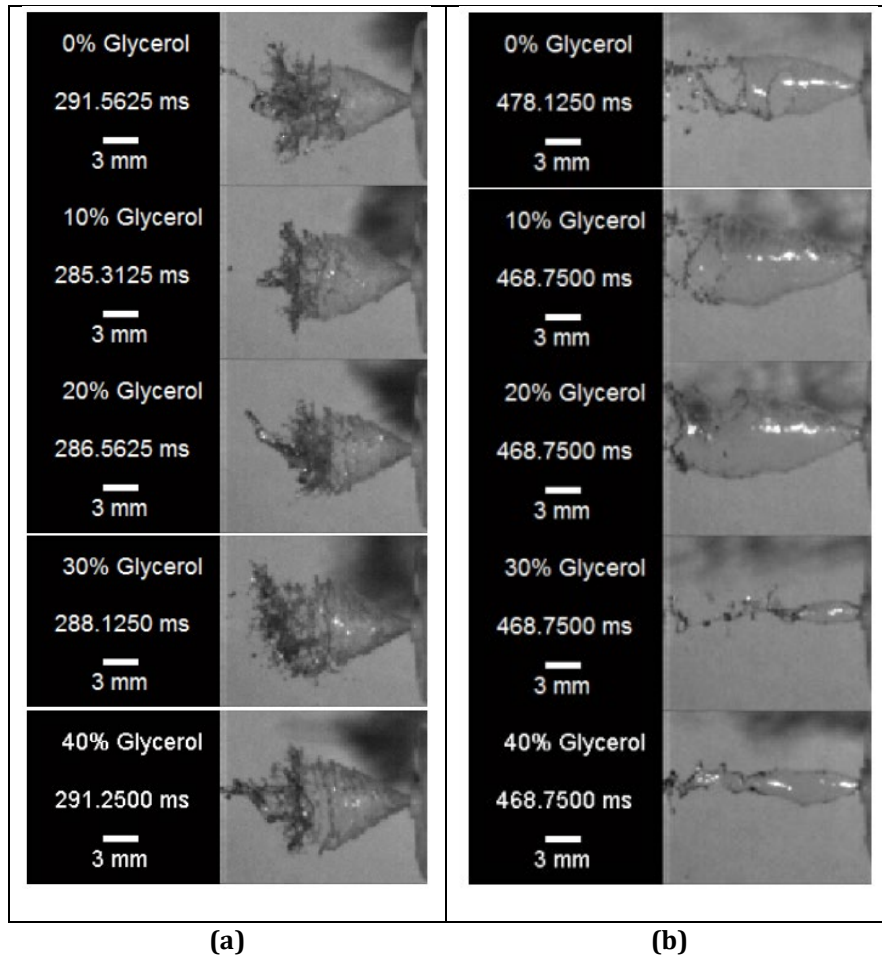 0% Glycerol
291.5625 ms
3 mm
10% Glycerol
285.3125 ms
3 mm
20% Glycerol
286.5625 ms
3 mm
30% Glycerol
288.1250 ms
3 mm
40% Glycerol
291.2500 ms
3 mm
(a)
0% Glycerol
478.1250 ms
3 mm
10% Glycerol
468.7500 ms
3 mm
20% Glycerol
468.7500 ms
3 mm
30% Glycerol
468.7500 ms
3 mm
40% Glycerol
468.7500 ms
3 mm
(b)